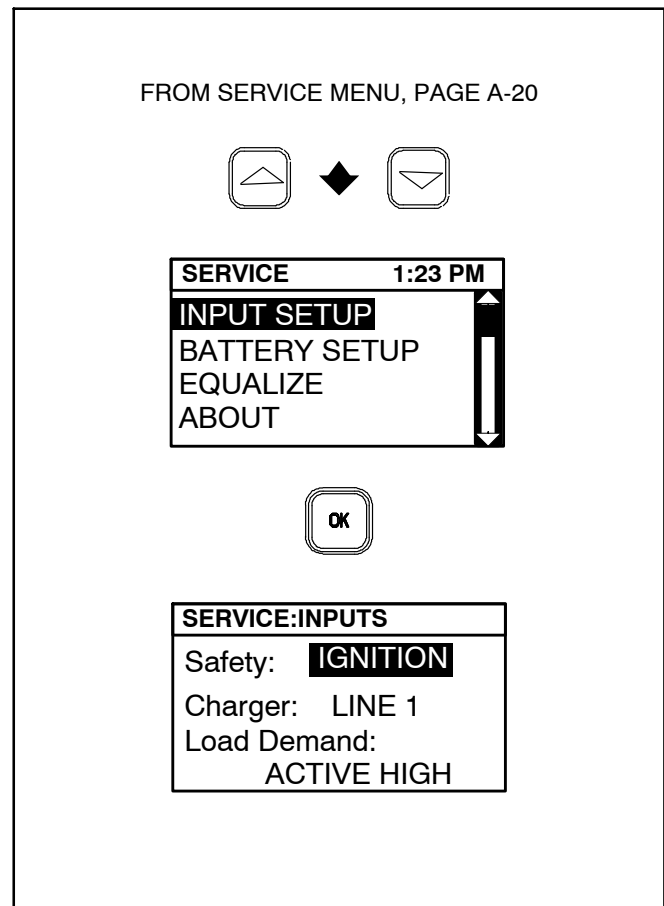 FROM SERVICE MENU, PAGE A-20
SERVICE 1:23 PM
INPUT SETUP
BATTERY SETUP
EQUALIZE
ABOUT
OK
SERVICE:INPUTS
Safety: IGNITION
Charger: LINE 1
Load Demand:
ACTIVE HIGH